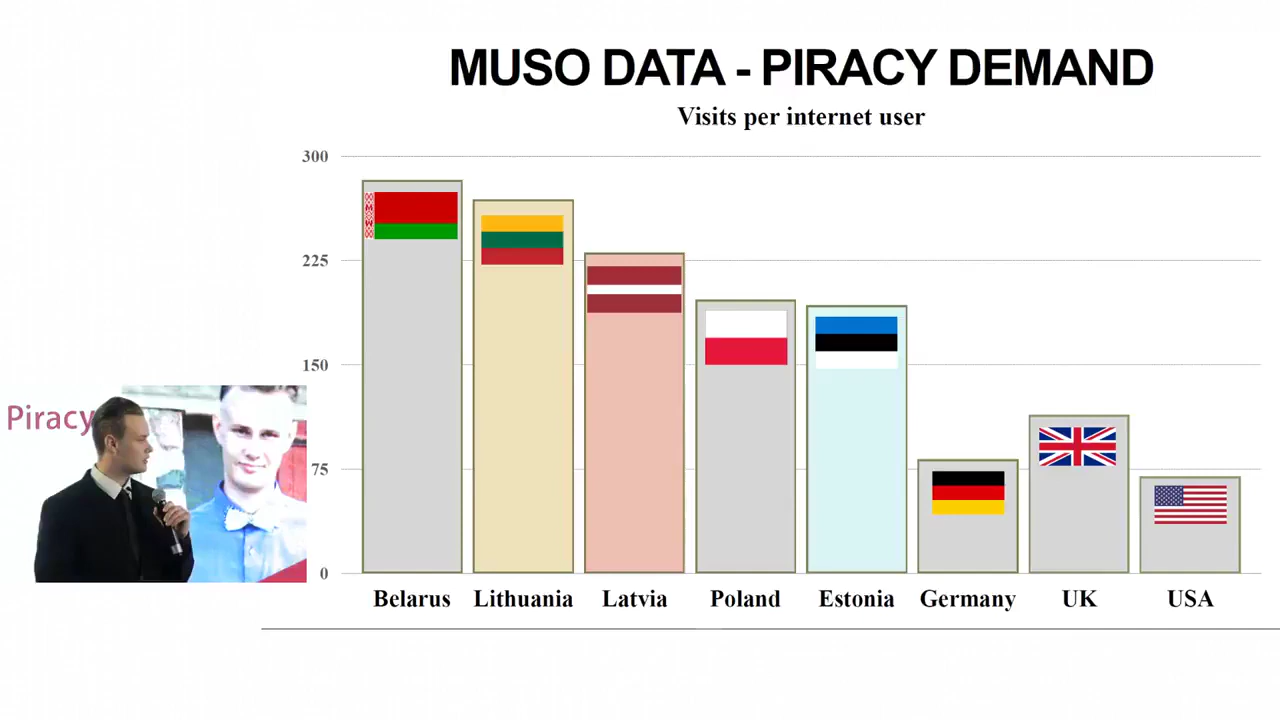 MUSO DATA - PIRACY DEMAND
Visits per internet user
300
225
150
75
0
Belarus Lithuania Latvia Poland Estonia Germany UK USA
Piracy